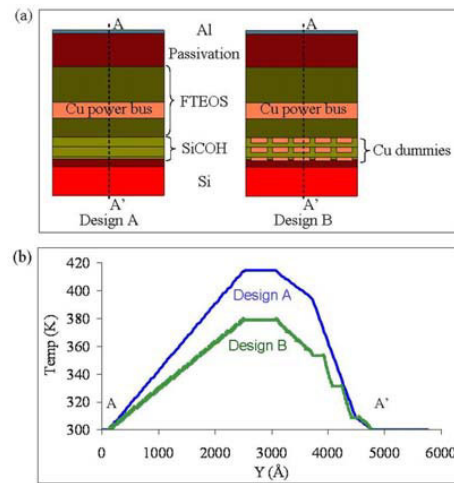 (a)
A
A
Al
Passivation
FTEOS
Cu power bus
Cu power bus
SiCOH
Cu dummies
Si
A'
A'
Design A
Design B
(b)
420
400
380
360
340
320
300
Temp (K)
Design A
Design B
A
A'
0
1000
2000
3000
4000
5000
6000
Y (Å)